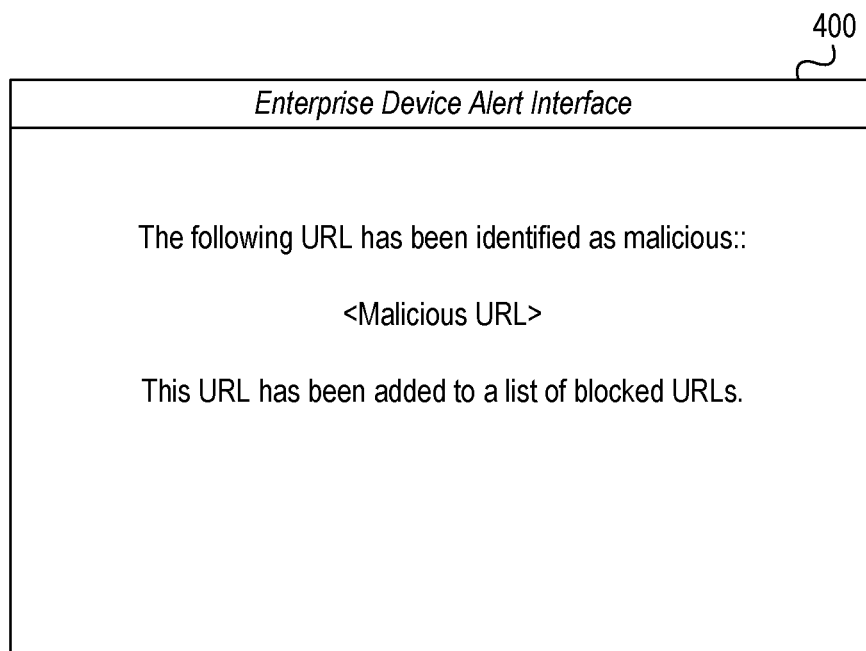 400
Enterprise Device Alert Interface
The following URL has been identified as malicious::
<Malicious URL>
This URL has been added to a list of blocked URLs.